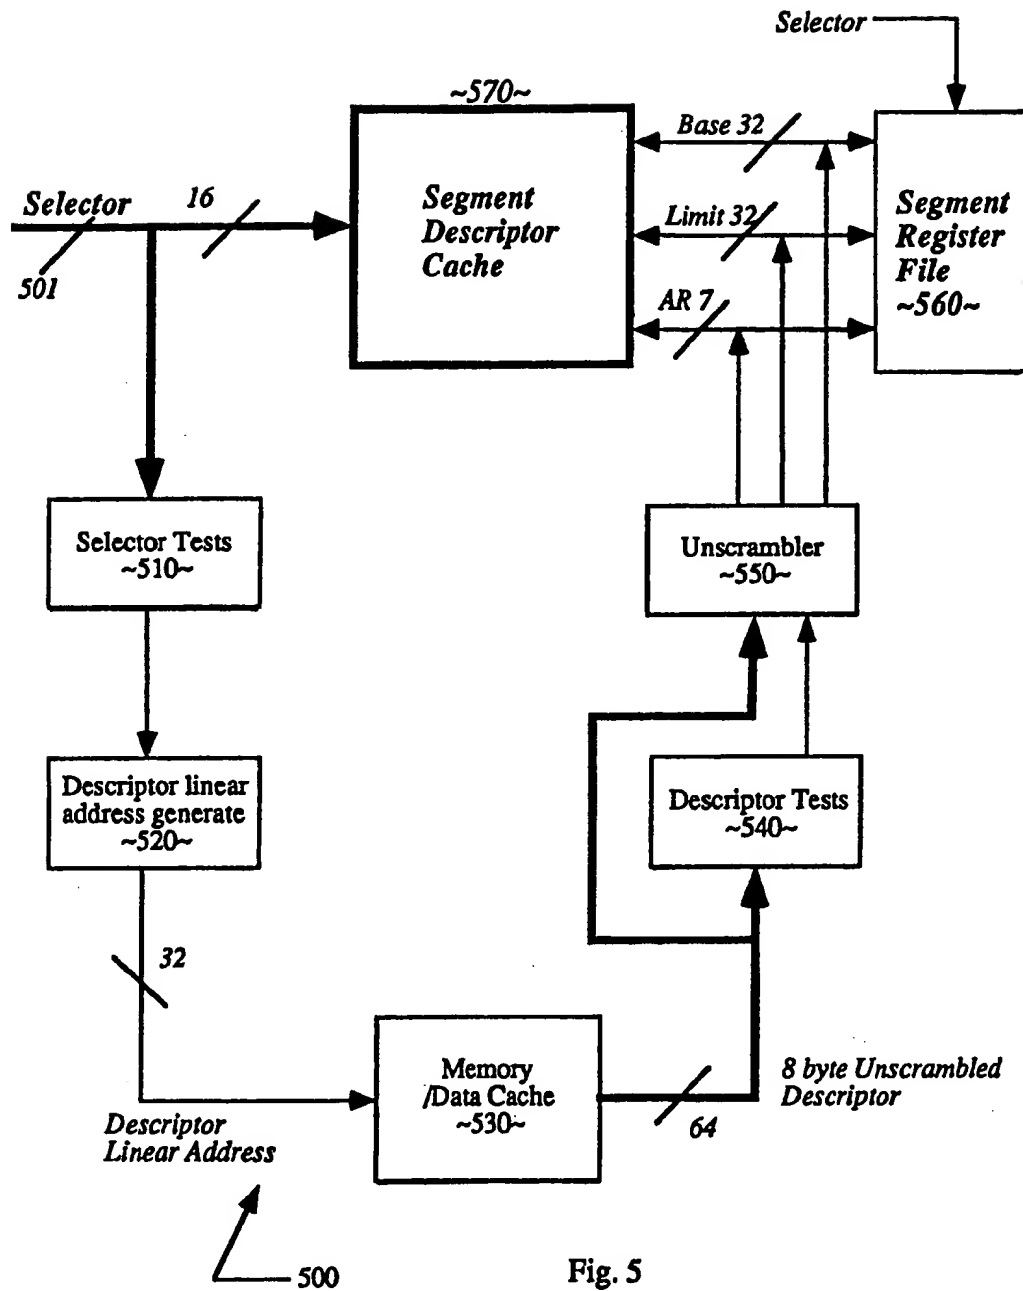 Selector
~570~
Base 32
Selector
16
501
Segment
Descriptor
Cache
Limit 32
AR 7
Segment
Register
File
~560~
Selector Tests
~510~
Unscrambler
~550~
Descriptor linear
address generate
~520~
Descriptor Tests
~540~
32
Memory
/Data Cache
~530~
64
8 byte Unscrambled
Descriptor
Descriptor
Linear Address
500
Fig. 5